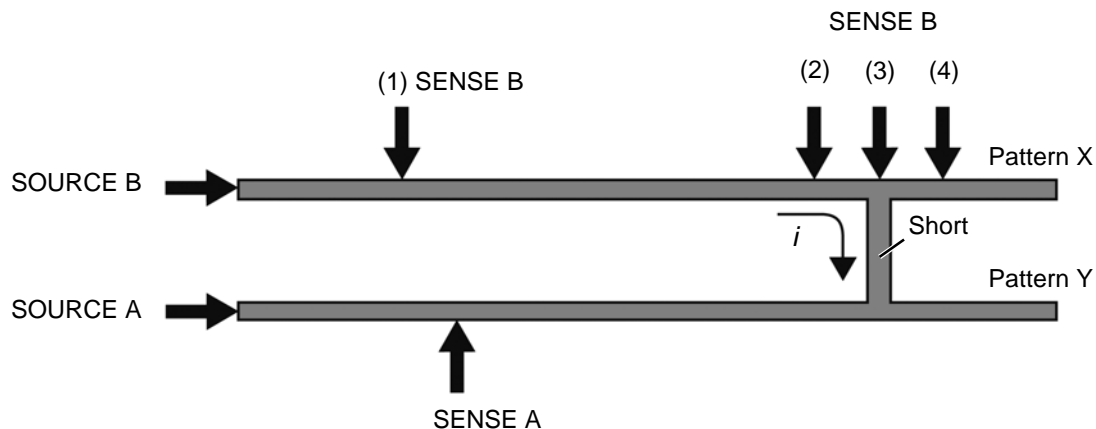 SENSE B
(1) SENSE B
(2) (3) (4)
Pattern X
SOURCE B
i
Short
Pattern Y
SOURCE A
SENSE A